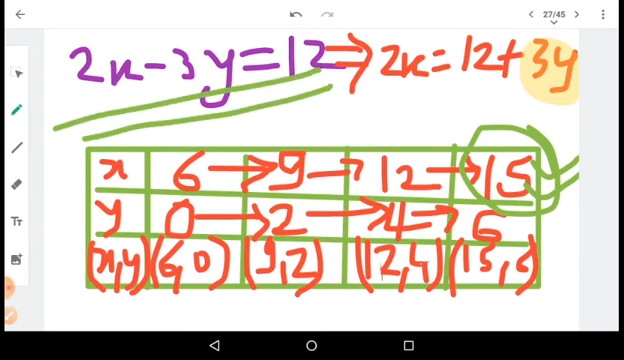 27/45
2x-3y=12⇒2x=12+3y
x 6→9→12→15
y 0→2→4→6
(x,y) (6,0) (9,2) (12,4) (15,6)
Tт